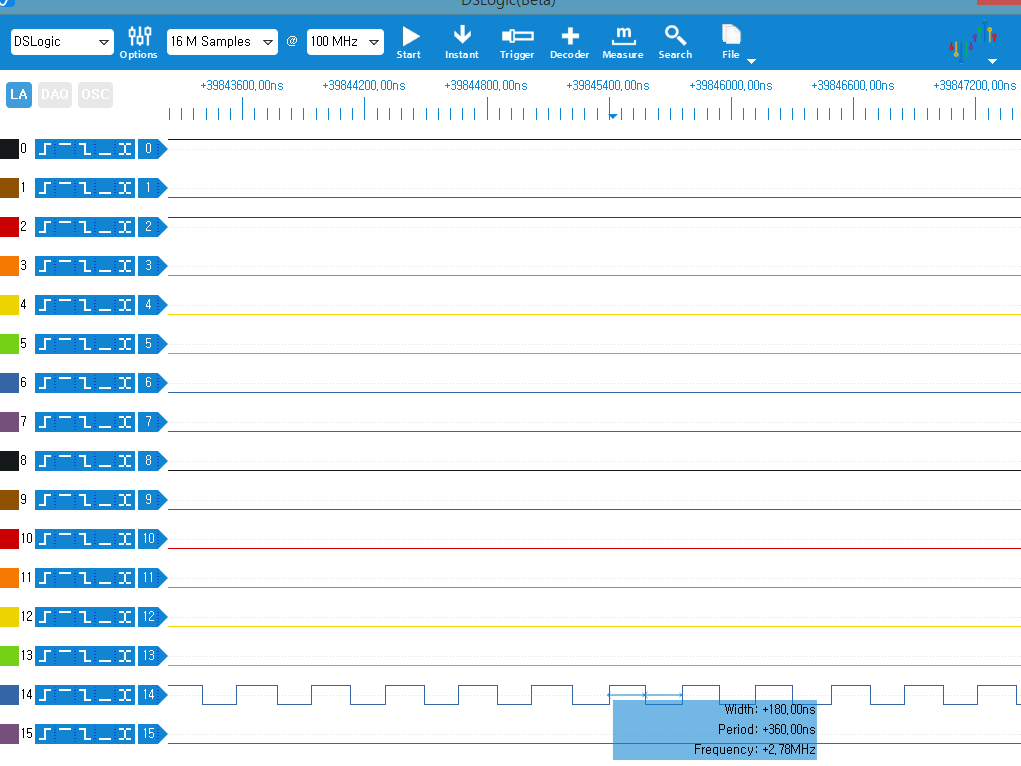 DSLogic(Beta)
DSLogic 16 M Samples @ 100 MHz
Options Start Instant Trigger Decoder Measure Search File
LA DAQ OSC
+39843600,00ns +39844200,00ns +39844800,00ns +39845400,00ns +39846000,00ns +39846600,00ns +39847200,00ns
0 0
1 1
2 2
3 3
4 4
5 5
6 6
7 7
8 8
9 9
10 10
11 11
12 12
13 13
14 14
Width: +180,00ns
Period: +360,00ns
15 15
Frequency: +2,78MHz